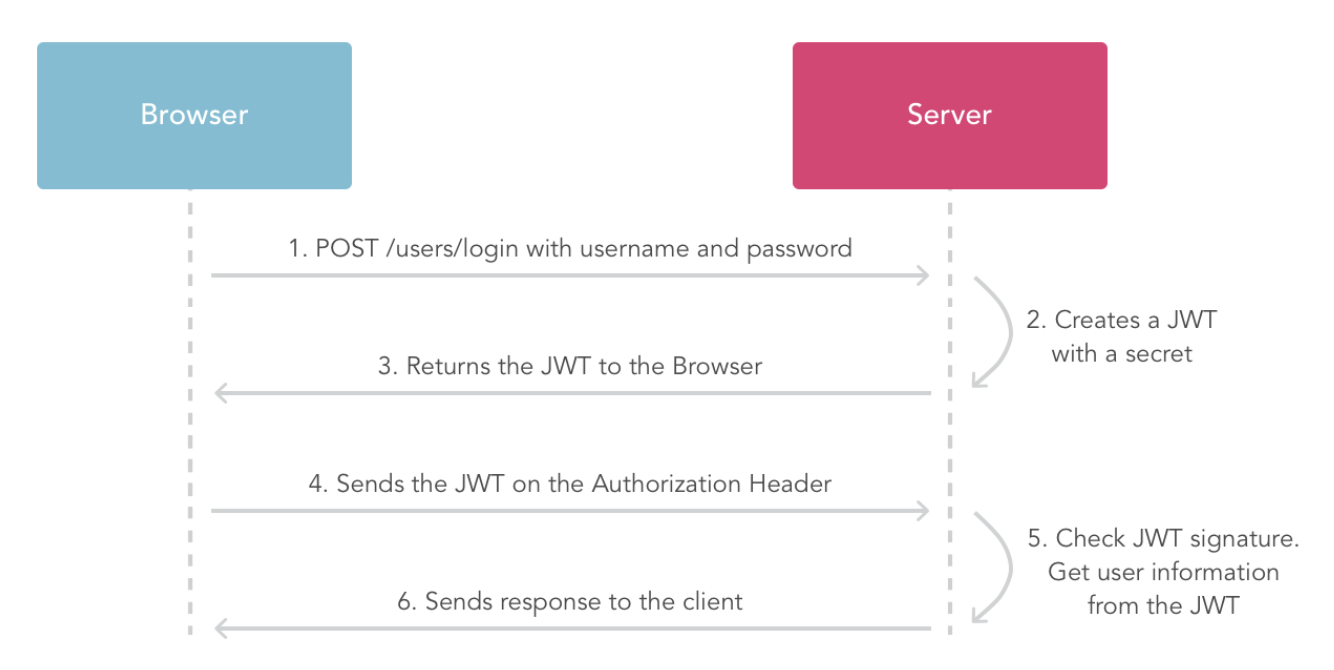 Browser
Server
1. POST /users/login with username and password
2. Creates a JWT
with a secret
3. Returns the JWT to the Browser
4. Sends the JWT on the Authorization Header
5. Check JWT signature.
Get user information
from the JWT
6. Sends response to the client